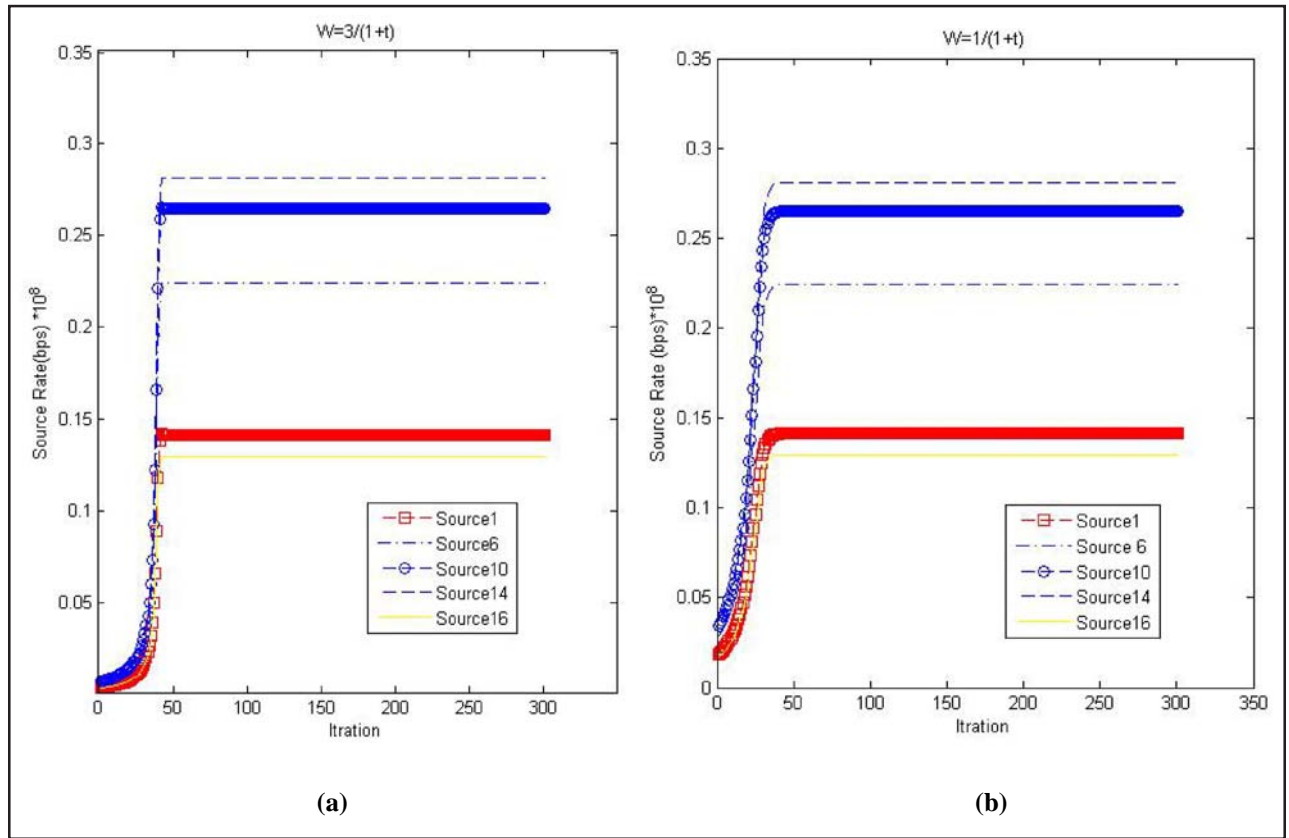 W=3/(1+t)
0.35
0.3
0.25
0.2
0.15
0.1
0.05
0
50
100
150
200
250
300
Source Rate(bps) *10^8
Itration
Source1
Source6
Source10
Source14
Source16
(a)
W=1/(1+t)
0.35
0.3
0.25
0.2
0.15
0.1
0.05
0
0
50
100
150
200
250
300
350
Source Rate (bps)*10^8
Itration
Source1
Source 6
Source10
Source14
Source16
(b)